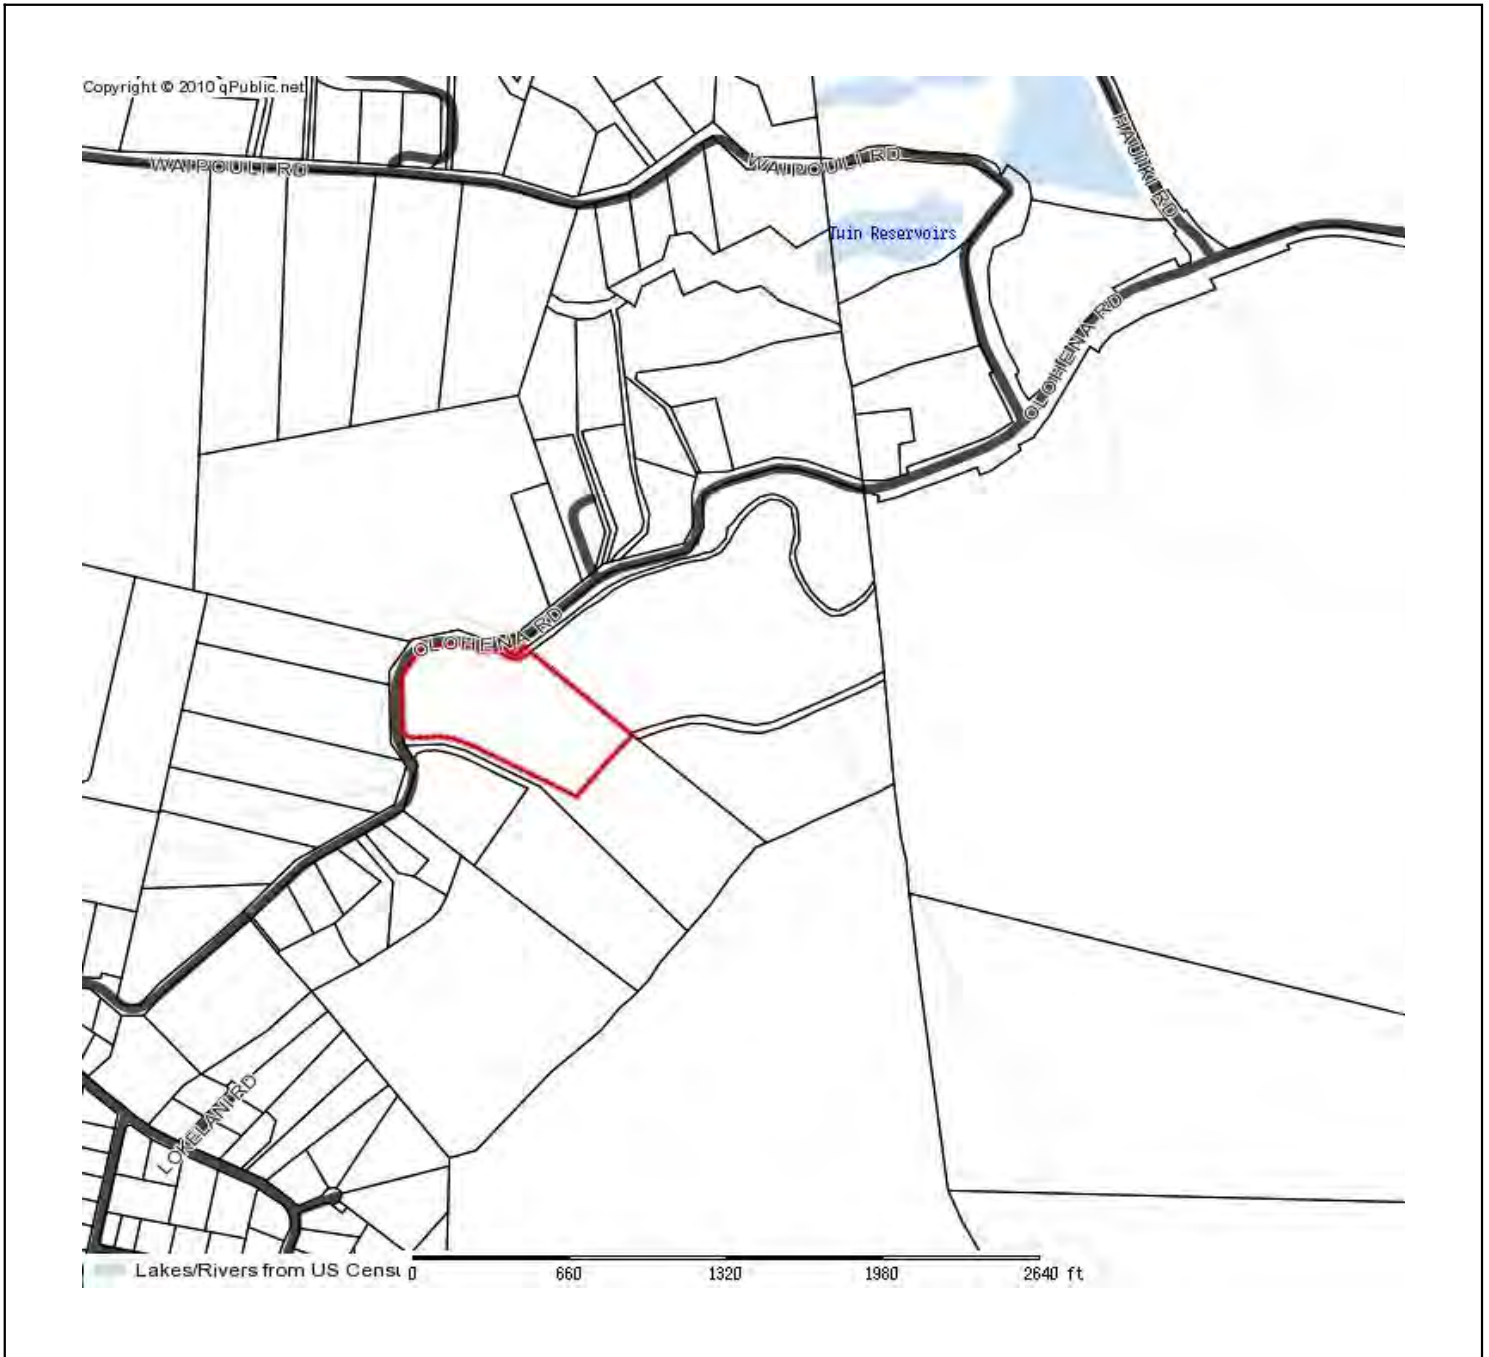 Copyright © 2010 qPublic.net
WAIPOULI RD
WAIPOULI RD
HAUIKI RD
Twin Reservoirs
OLOHENA RD
OLOHENA RD
LOKELANI RD
Lakes/Rivers from US Censu
0 660 1320 1980 2640 ft